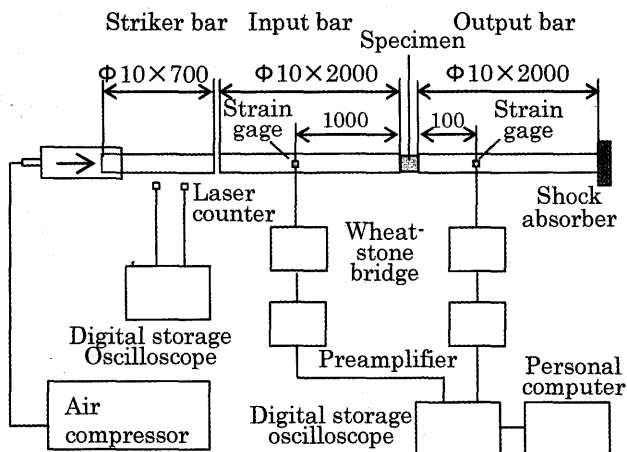 Striker bar
Input bar
Output bar
Specimen
Φ10×700
Φ10×2000
Φ10×2000
Strain
gage
1000
100
Strain
gage
Laser
counter
Shock
absorber
Wheat-
stone
bridge
Digital storage
Oscilloscope
Preamplifier
Personal
computer
Air
compressor
Digital storage
oscilloscope